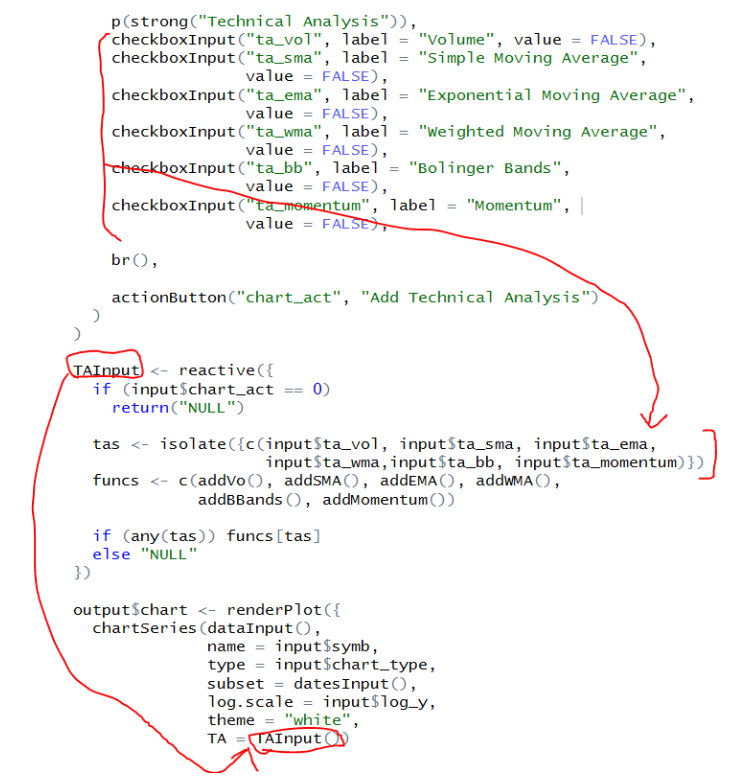 p(strong("Technical Analysis")),
checkboxInput("ta_vol", label = "Volume", value = FALSE),
checkboxInput("ta_sma", label = "Simple Moving Average",
value = FALSE),
checkboxInput("ta_ema", label = "Exponential Moving Average",
value = FALSE),
checkboxInput("ta_wma", label = "Weighted Moving Average",
value = FALSE),
checkboxInput("ta_bb", label = "Bolinger Bands",
value = FALSE),
checkboxInput("ta_momentum", label = "Momentum",
value = FALSE),
br(),
actionButton("chart_act", "Add Technical Analysis")
)
)
TAInput <- reactive({
if (input$chart_act == 0)
return("NULL")
tas <- isolate({c(input$ta_vol, input$ta_sma, input$ta_ema,
input$ta_wma,input$ta_bb, input$ta_momentum)})
funcs <- c(addVo(), addSMA(), addEMA(), addWMA(),
addBBands(), addMomentum())
if (any(tas)) funcs[tas]
else "NULL"
})
output$chart <- renderPlot({
chartSeries(dataInput(),
name = input$symb,
type = input$chart_type,
subset = datesInput(),
log.scale = input$log_y,
theme = "white",
TA = TAInput())